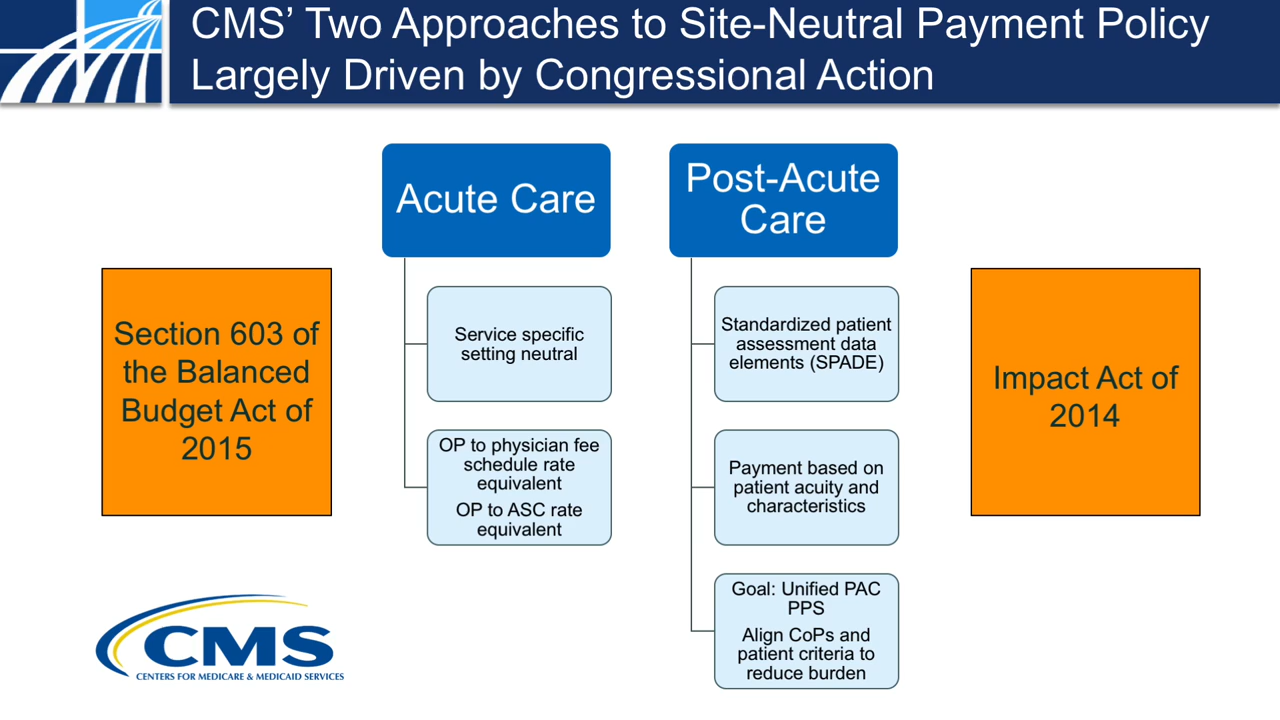 CMS’ Two Approaches to Site-Neutral Payment Policy
Largely Driven by Congressional Action
Acute Care
Post-Acute
Care
Section 603 of
the Balanced
Budget Act of
2015
Service specific
setting neutral
OP to physician fee
schedule rate
equivalent
OP to ASC rate
equivalent
Standardized patient
assessment data
elements (SPADE)
Payment based on
patient acuity and
characteristics
Goal: Unified PAC
PPS
Align CoPs and
patient criteria to
reduce burden
Impact Act of
2014
CMS
CENTERS FOR MEDICARE & MEDICAID SERVICES